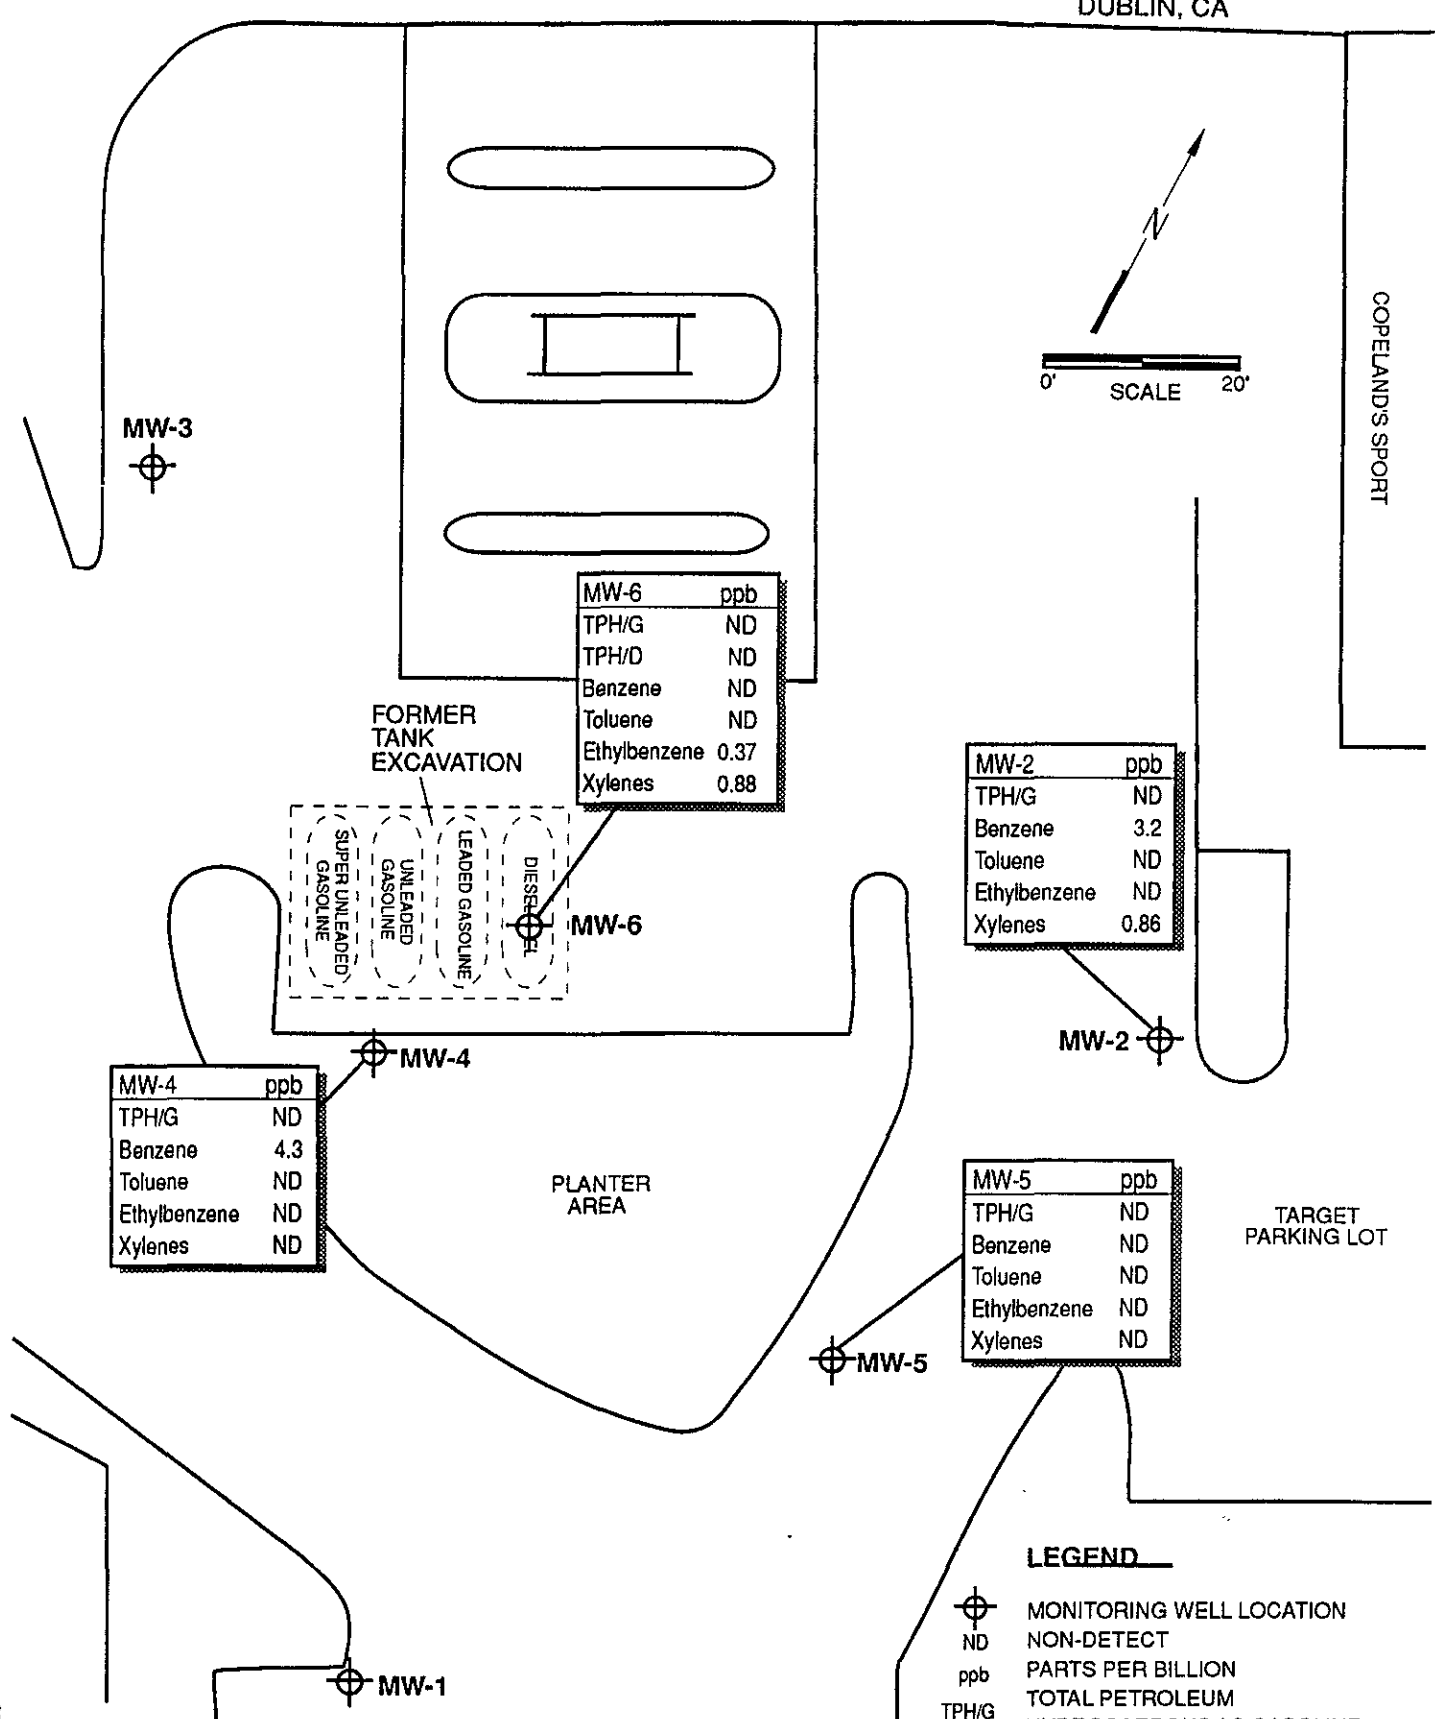 DUBLIN, CA
N
0' SCALE 20'
COPELAND'S SPORT
MW-3
MW-6 ppb
TPH/G ND
TPH/D ND
Benzene ND
Toluene ND
Ethylbenzene 0.37
Xylenes 0.88
FORMER
TANK
EXCAVATION
SUPER UNLEADED
GASOLINE
UNLEADED
GASOLINE
LEADED GASOLINE
MW-6
MW-2 ppb
TPH/G ND
Benzene 3.2
Toluene ND
Ethylbenzene ND
Xylenes 0.86
MW-2
MW-4
MW-4 ppb
TPH/G ND
Benzene 4.3
Toluene ND
Ethylbenzene ND
Xylenes ND
PLANTER
AREA
MW-5 ppb
TPH/G ND
Benzene ND
Toluene ND
Ethylbenzene ND
Xylenes ND
TARGET
PARKING LOT
MW-5
MW-1
LEGEND
MONITORING WELL LOCATION
ND NON-DETECT
ppb PARTS PER BILLION
TPH/G TOTAL PETROLEUM